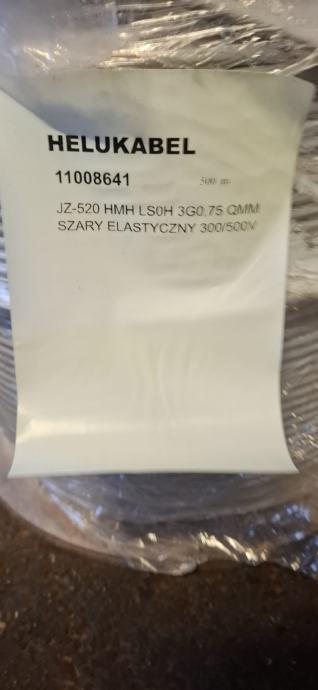 HELUKABEL
11008641 500 m
JZ-520 HMH LS0H 3G0,75 QMM
SZARY ELASTYCZNY 300/500V